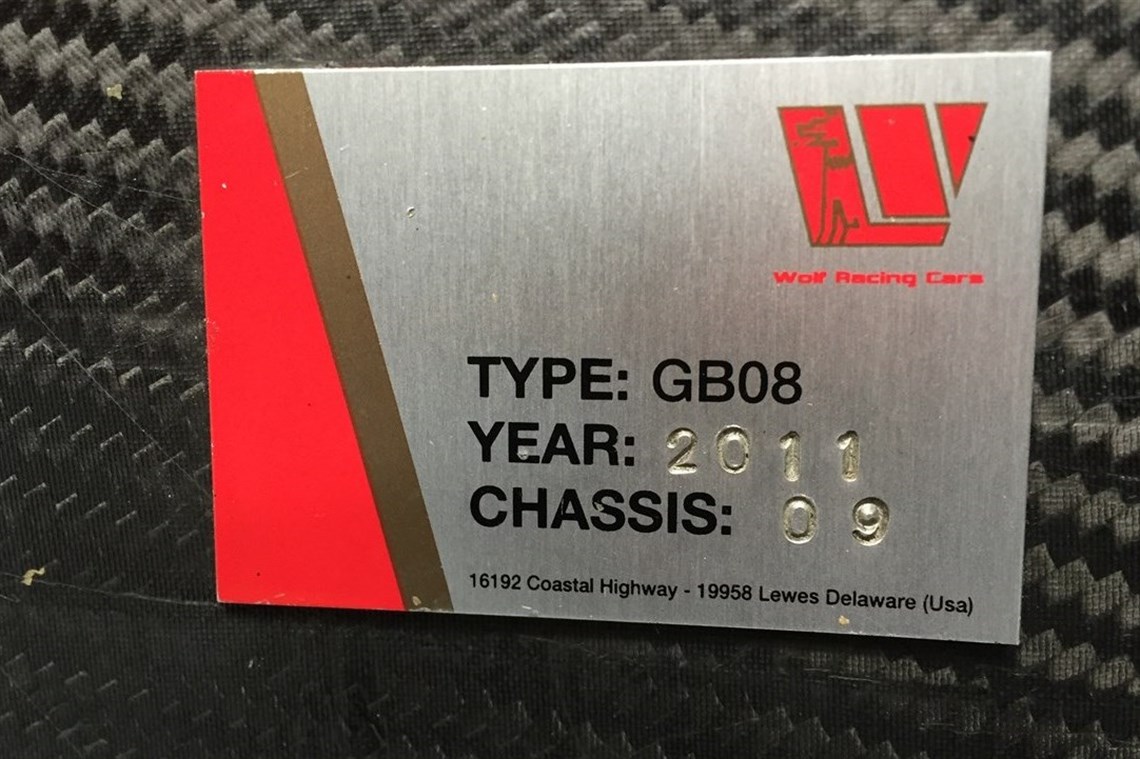 Wolf Racing Cars
TYPE: GB08
YEAR: 2011
CHASSIS: 09
16192 Coastal Highway - 19958 Lewes Delaware (Usa)